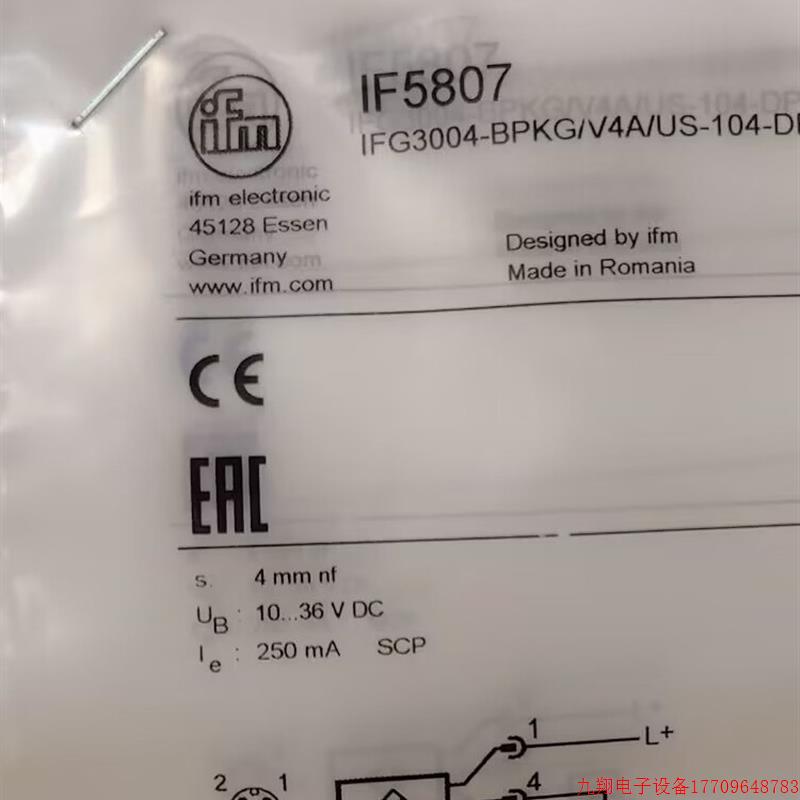 ifm
IF5807
IFG3004-BPKG/V4A/US-104-DP
ifm electronic
45128 Essen
Germany
www.ifm.com
Designed by ifm
Made in Romania
CE
EAC
s. 4 mm nf
UB : 10...36 V DC
Ie : 250 mA SCP
1
L+
2 1
4
九翔电子设备17709648783